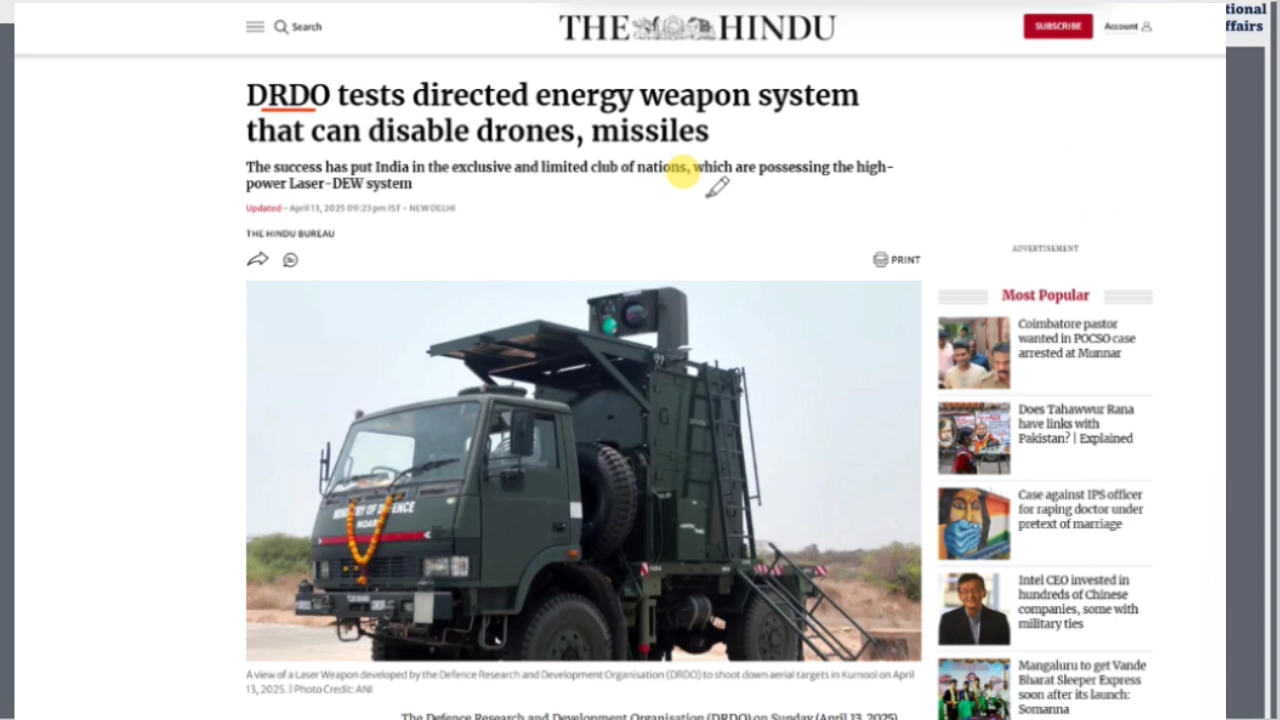 tional
ffairs
Search
THE HINDU
SUBSCRIBE
Account
DRDO tests directed energy weapon system
that can disable drones, missiles
The success has put India in the exclusive and limited club of nations, which are possessing the high-
power Laser-DEW system
Updated - April 13, 2025 09:23 pm IST - NEW DELHI
THE HINDU BUREAU
PRINT
ADVERTISEMENT
Most Popular
Coimbatore pastor
wanted in POCSO case
arrested at Munnar
Does Tahawwur Rana
have links with
Pakistan? | Explained
Case against IPS officer
for raping doctor under
pretext of marriage
Intel CEO invested in
hundreds of Chinese
companies, some with
military ties
Mangaluru to get Vande
Bharat Sleeper Express
soon after its launch:
Somanna
MINISTRY OF DEFENCE
A view of a Laser Weapon developed by the Defence Research and Development Organisation (DRDO) to shoot down aerial targets in Kurnool on April
13, 2025. | Photo Credit: ANI
The Defence Research and Development Organisation (DRDO) on Sunday (April 13, 2025)